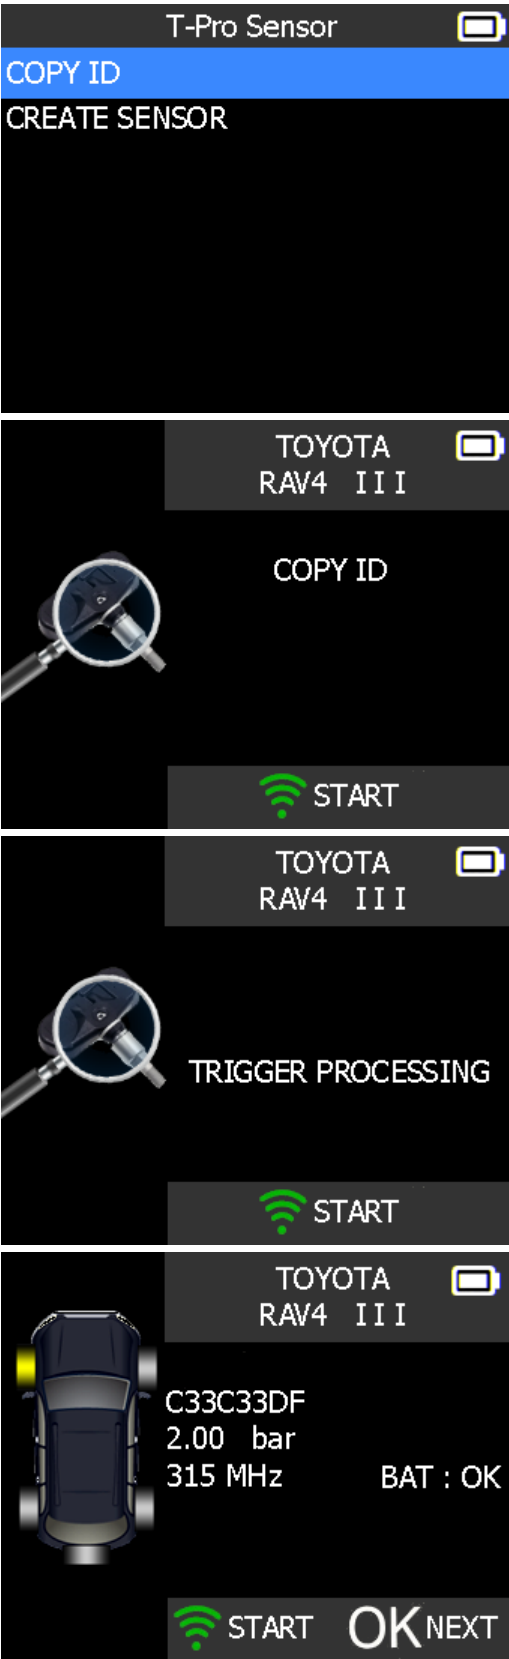 T-Pro Sensor
COPY ID
CREATE SENSOR
TOYOTA
RAV4 III
COPY ID
START
TOYOTA
RAV4 III
TRIGGER PROCESSING
START
TOYOTA
RAV4 III
C33C33DF
2.00 bar
315 MHz BAT : OK
START OK NEXT